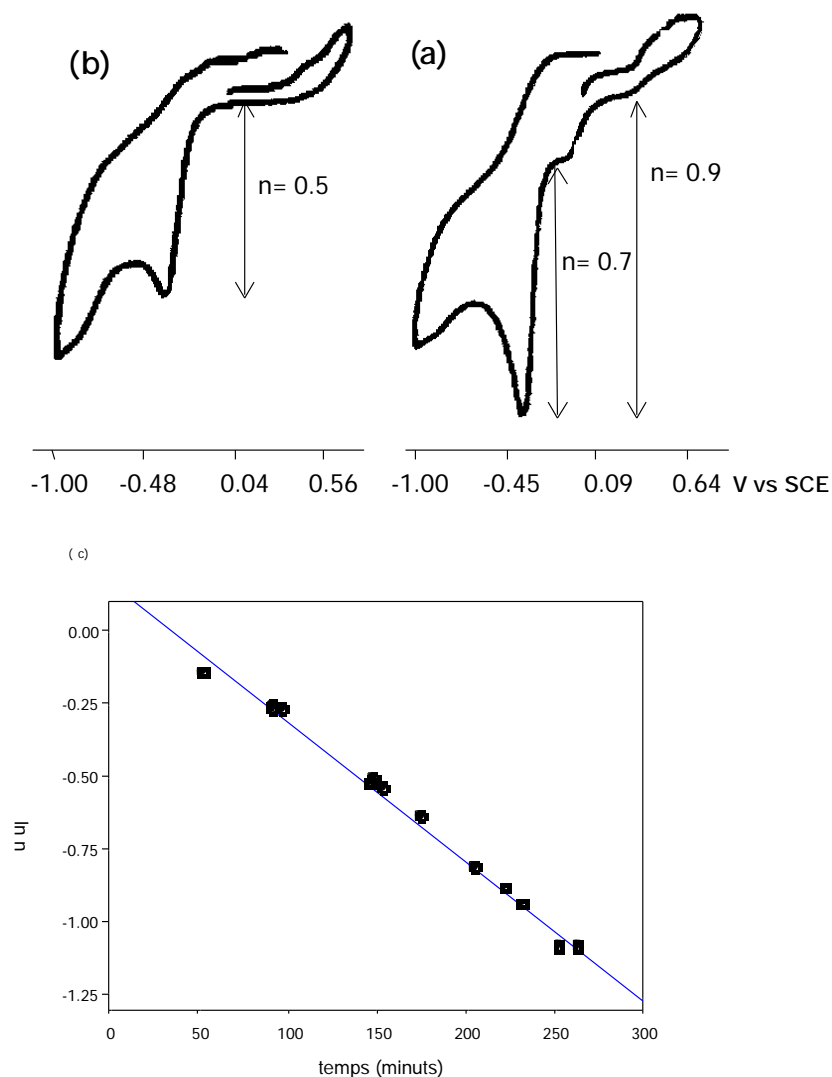 (b)
(a)
n= 0.5
n= 0.9
n= 0.7
-1.00 -0.48 0.04 0.56
-1.00 -0.45 0.09 0.64 V vs SCE
( c)
0.00
-0.25
-0.50
-0.75
-1.00
-1.25
ln n
0 50 100 150 200 250 300
temps (minuts)